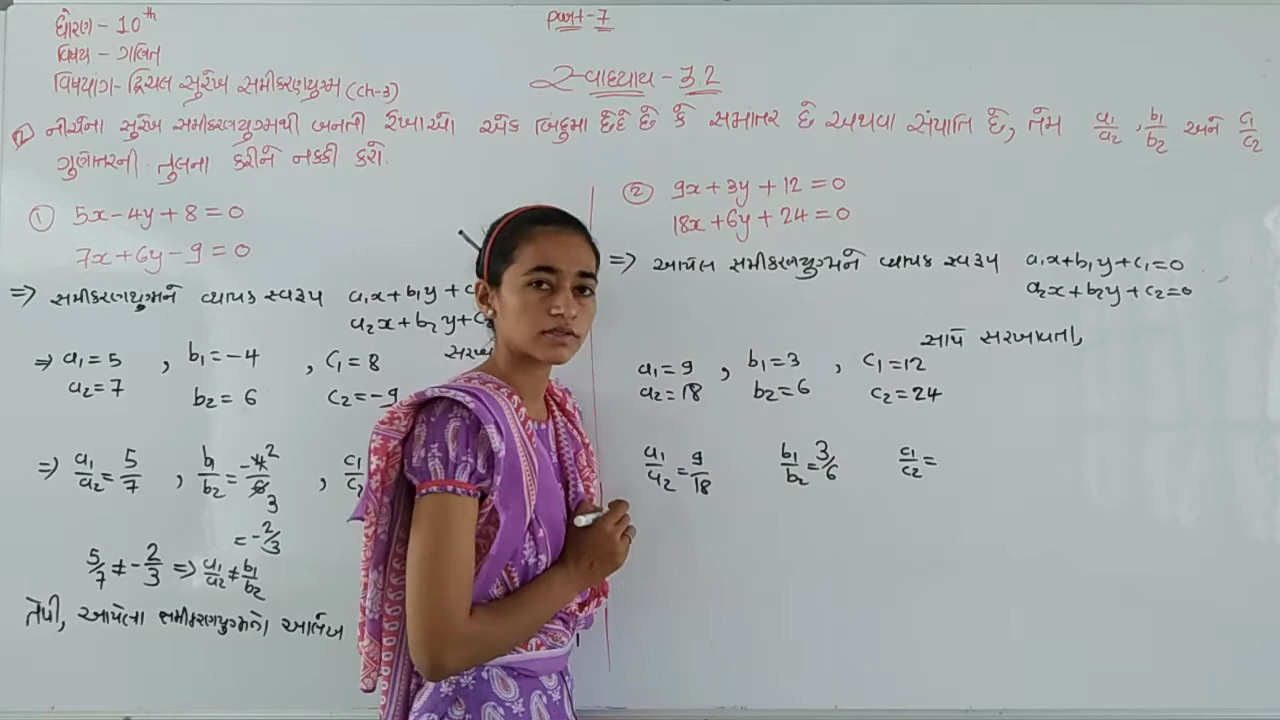 ધોરણ - 10th
વિષય - ગણિત
વિષયાંગ - દ્વિચલ સુરેખ સમીકરણયુગ્મ (ch-3)
part - 7
સ્વાધ્યાય - 3.2
નીચેના સુરેખ સમીકરણયુગ્મથી બનતી રેખાઓ એક બિંદુમાં છેદે છે કે સમાંતર છે અથવા સંપાતિ છે, તેમ a1/a2, b1/b2 અને c1/c2
ગુણોત્તરની તુલના કરીને નક્કી કરો.
① 5x - 4y + 8 = 0
7x + 6y - 9 = 0
⇒ સમીકરણયુગ્મને વ્યાપક સ્વરૂપ a1x + b1y + c
a2x + b2y + c2
સરખ
⇒ a1 = 5 , b1 = -4 , c1 = 8
a2 = 7 b2 = 6 c2 = -9
⇒ a1/a2 = 5/7 , b1/b2 = -4/6 2 3 , c1/c2
= -2/3
5/7 ≠ -2/3 ⇒ a1/a2 ≠ b1/b2
તેથી, આપેલા સમીકરણયુગ્મનો આલેખ
② 9x + 3y + 12 = 0
18x + 6y + 24 = 0
⇒ આપેલ સમીકરણયુગ્મને વ્યાપક સ્વરૂપ a1x + b1y + c1 = 0
a2x + b2y + c2 = 0
સાથે સરખાવતા,
a1 = 9 , b1 = 3 , c1 = 12
a2 = 18 b2 = 6 c2 = 24
a1/a2 = 9/18 b1/b2 = 3/6 c1/c2 =